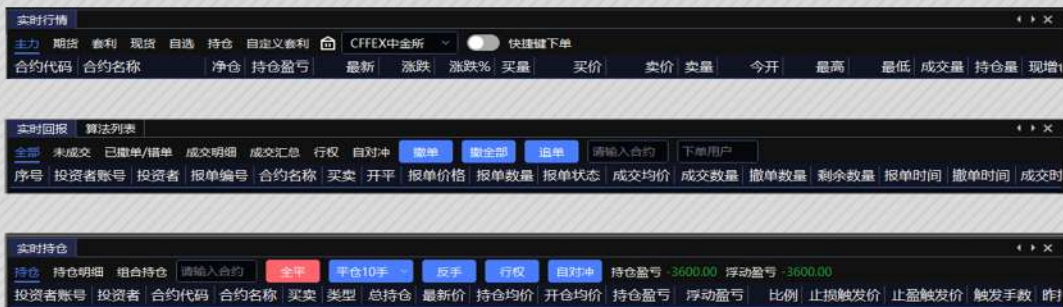 实时行情
主力 期货 套利 现货 自选 持仓 自定义套利 CFFEX中金所 快捷键下单
合约代码 合约名称 净仓 持仓盈亏 最新 涨跌 涨跌% 买量 买价 卖价 卖量 今开 最高 最低 成交量 持仓量 现增
实时回报 算法列表
全部 未成交 已撤单/错单 成交明细 成交汇总 行权 自对冲 撤单 撤全部 追单 请输入合约 下单用户
序号 投资者账号 投资者 报单编号 合约名称 买卖 开平 报单价格 报单数量 报单状态 成交均价 成交数量 撤单数量 剩余数量 报单时间 撤单时间 成交时
实时持仓
持仓 持仓明细 组合持仓 请输入合约 全平 平仓10手 反手 行权 自对冲 持仓盈亏 -3600.00 浮动盈亏 -3600.00
投资者账号 投资者 合约代码 合约名称 买卖 类型 总持仓 最新价 持仓均价 开仓均价 持仓盈亏 浮动盈亏 比例 止损触发价 止盈触发价 触发手数 昨